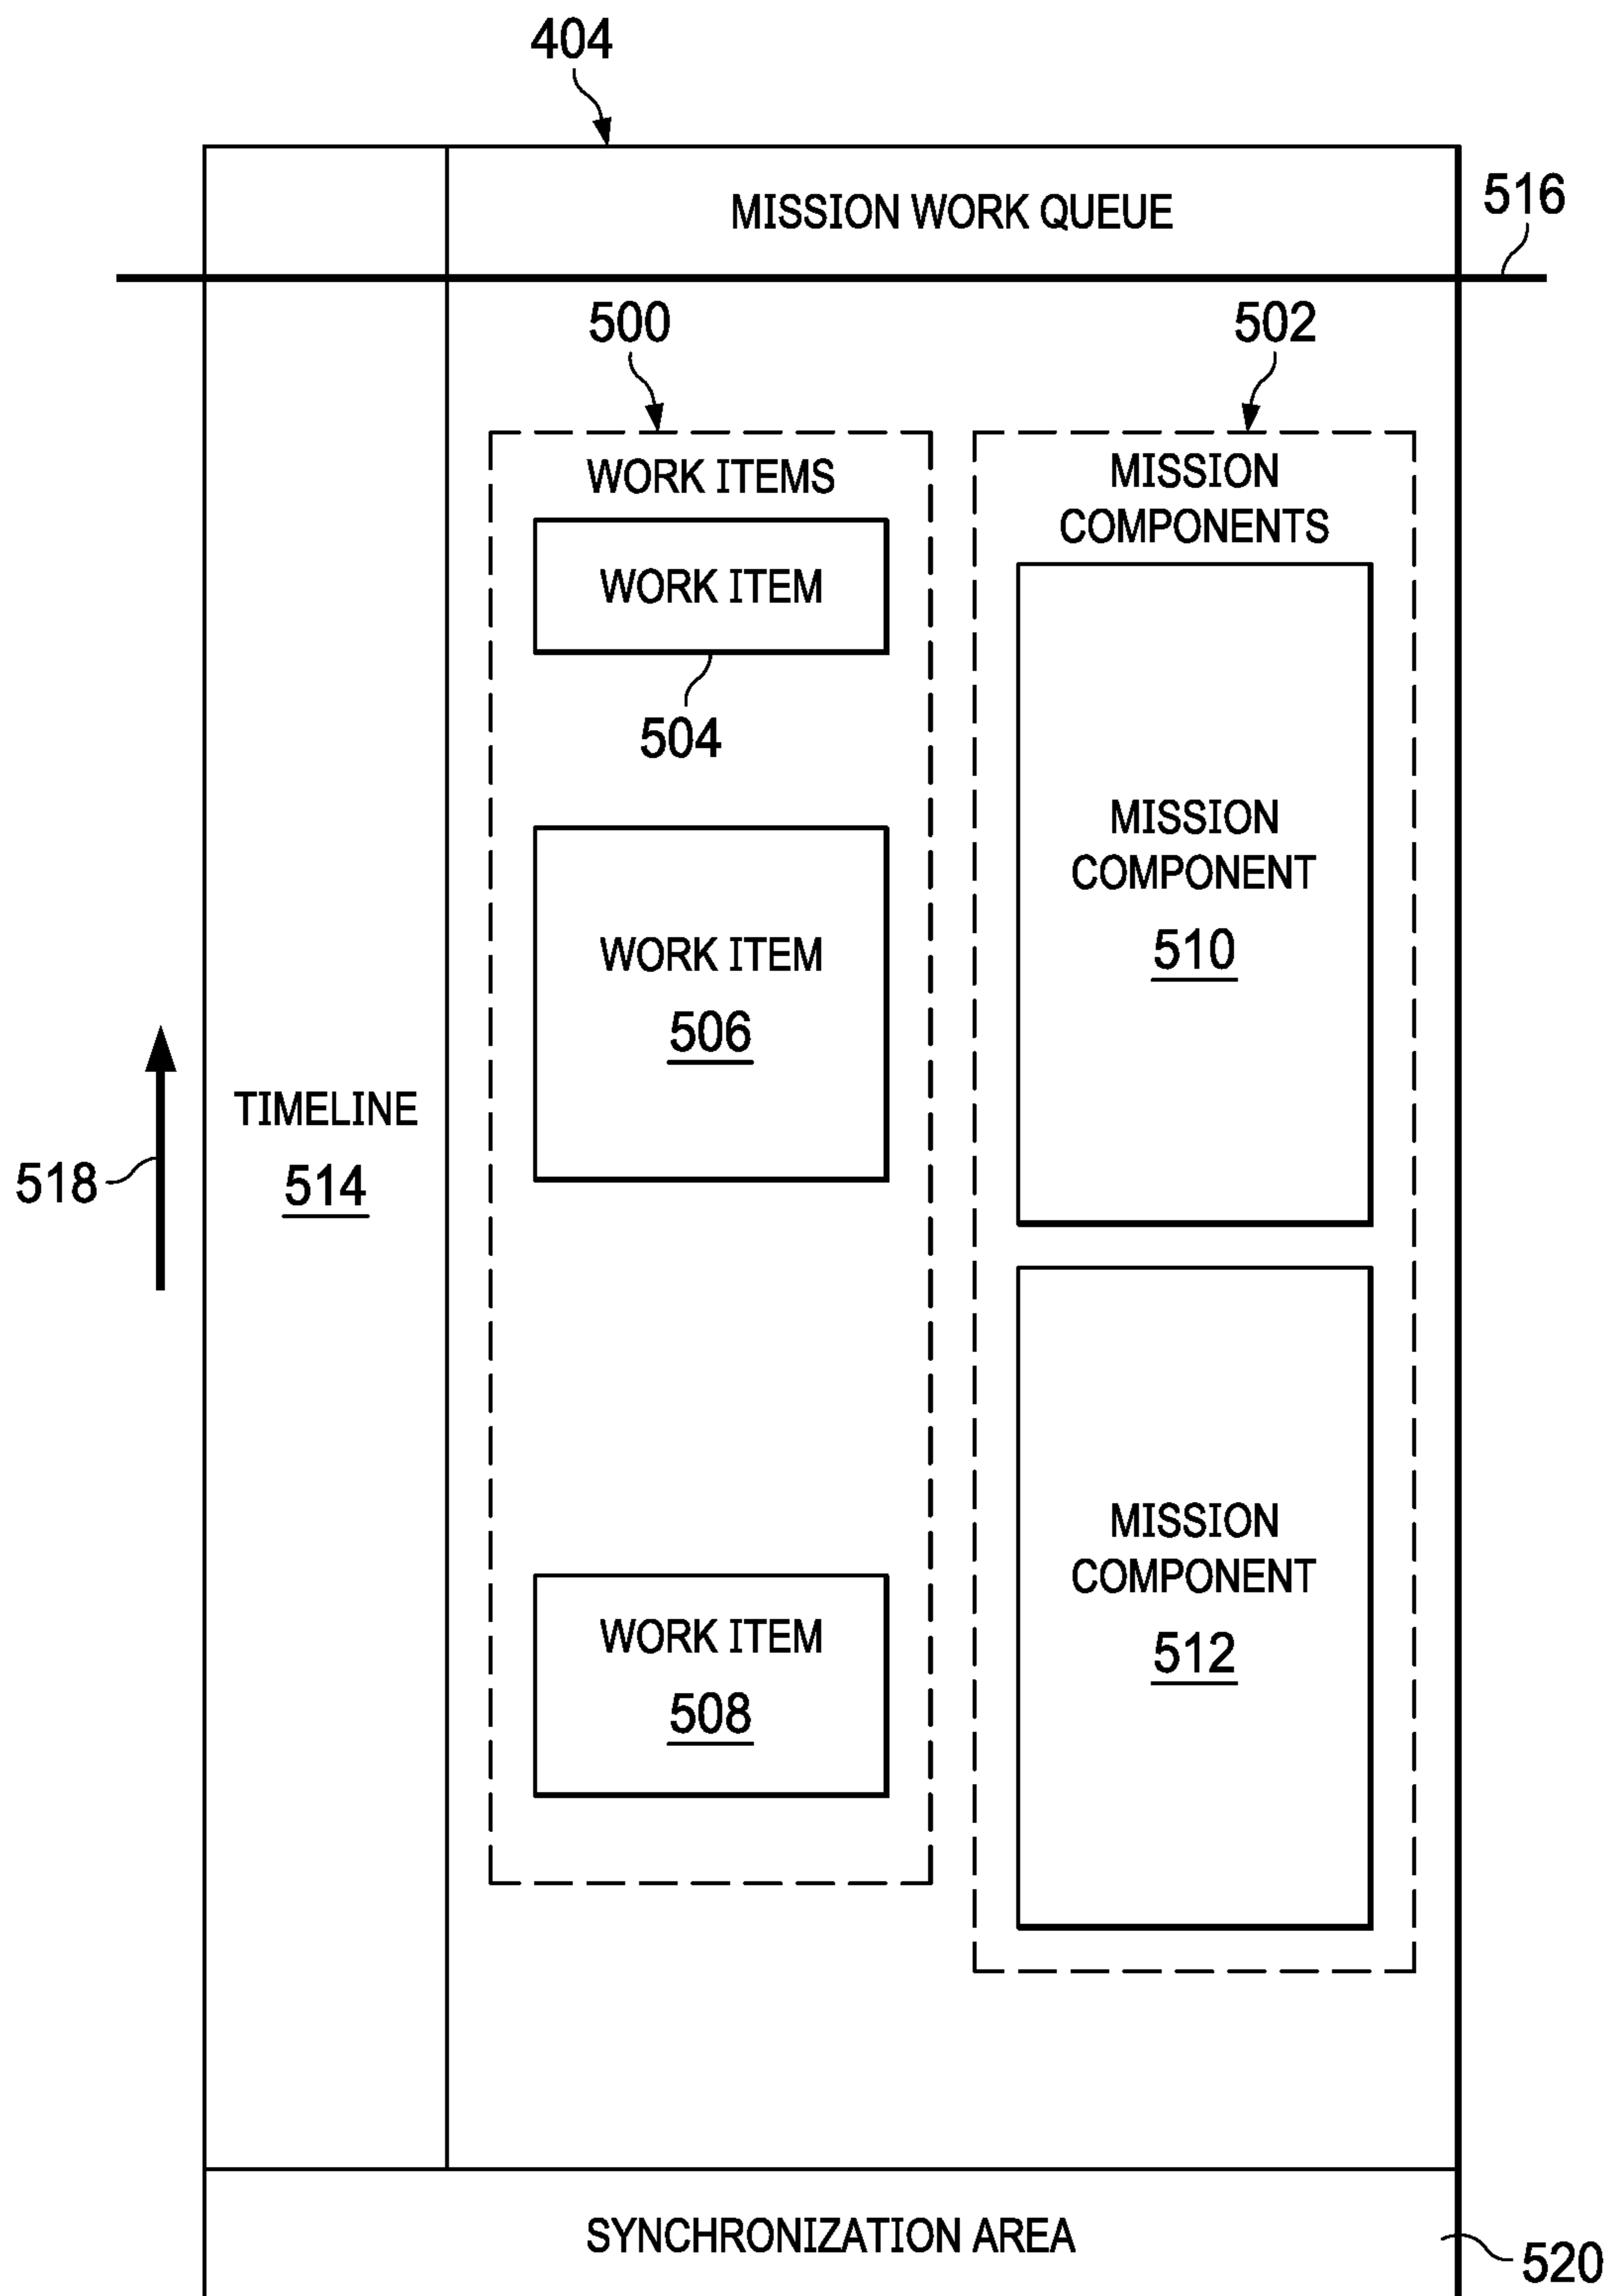 404
MISSION WORK QUEUE
516
500
502
WORK ITEMS
MISSION
COMPONENTS
WORK ITEM
504
MISSION
COMPONENT
510
WORK ITEM
506
TIMELINE
514
518
MISSION
COMPONENT
512
WORK ITEM
508
SYNCHRONIZATION AREA
520